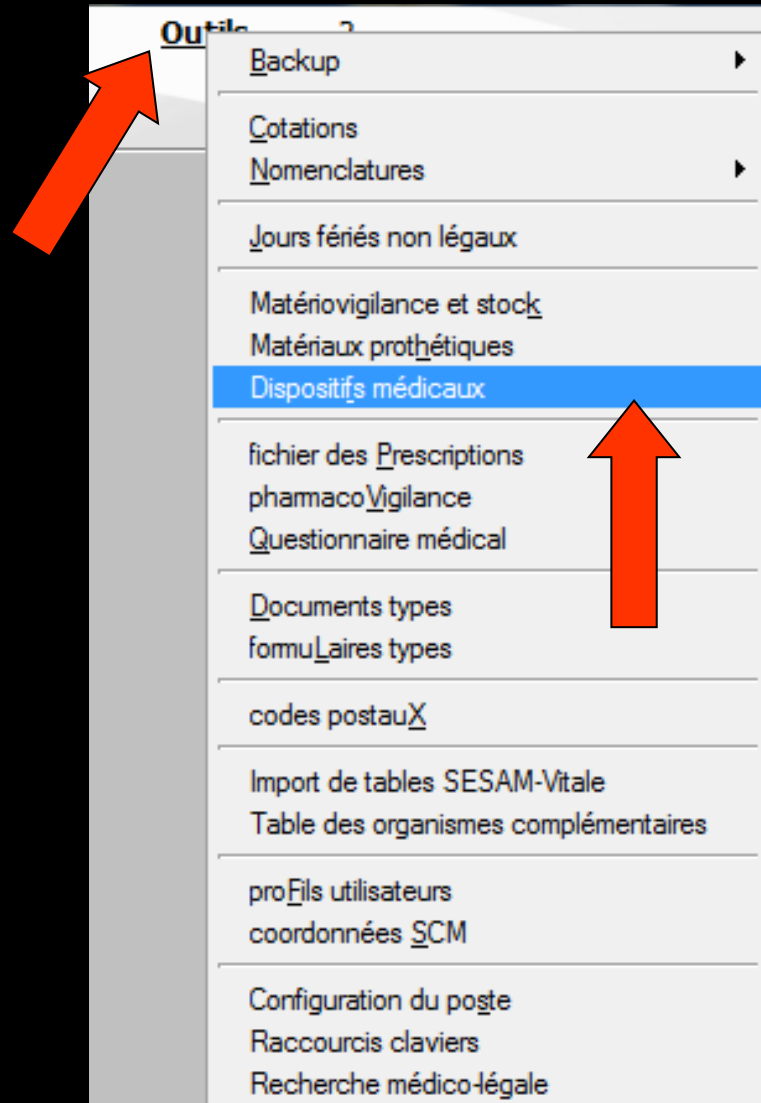 Outils ?
Backup
Cotations
Nomenclatures
Jours fériés non légaux
Matériovigilance et stock
Matériaux prothétiques
Dispositifs médicaux
fichier des Prescriptions
pharmacoVigilance
Questionnaire médical
Documents types
formuLaires types
codes postauX
Import de tables SESAM-Vitale
Table des organismes complémentaires
proFils utilisateurs
coordonnées SCM
Configuration du poste
Raccourcis claviers
Recherche médico-légale